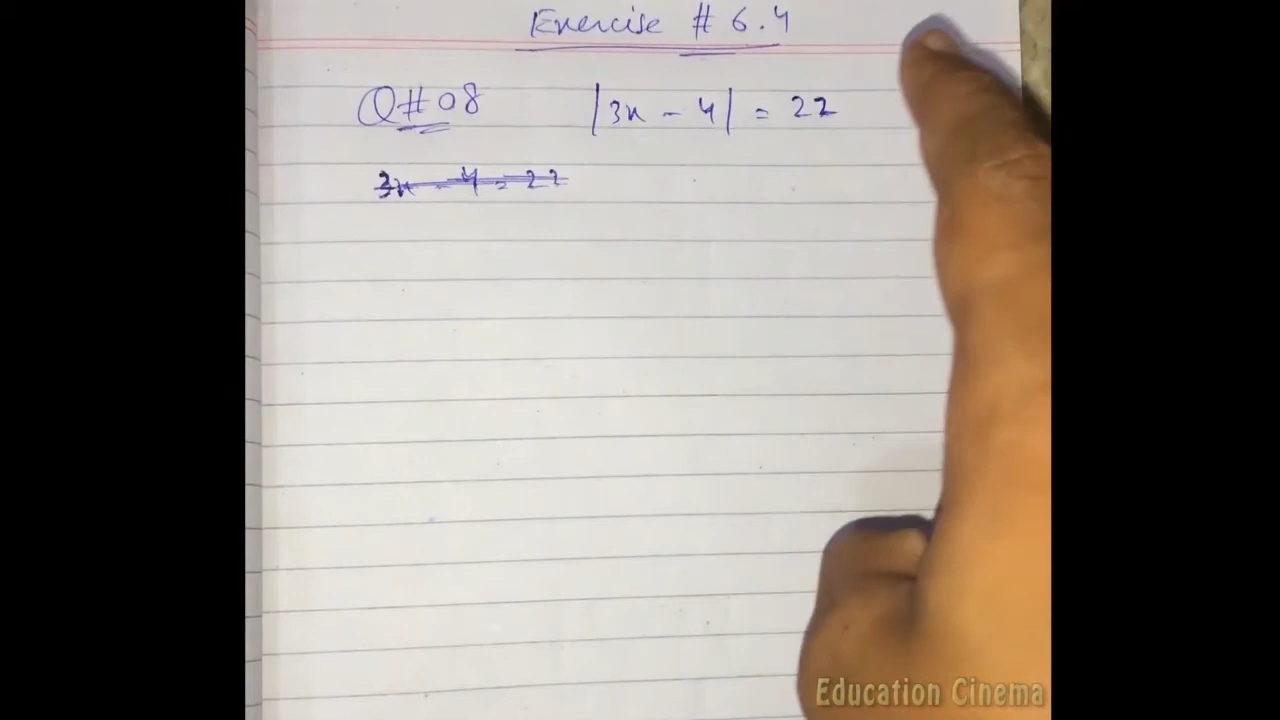 Exercise # 6.4
Q#08 |3x - 4| = 22
3x - 4 = 22
Education Cinema